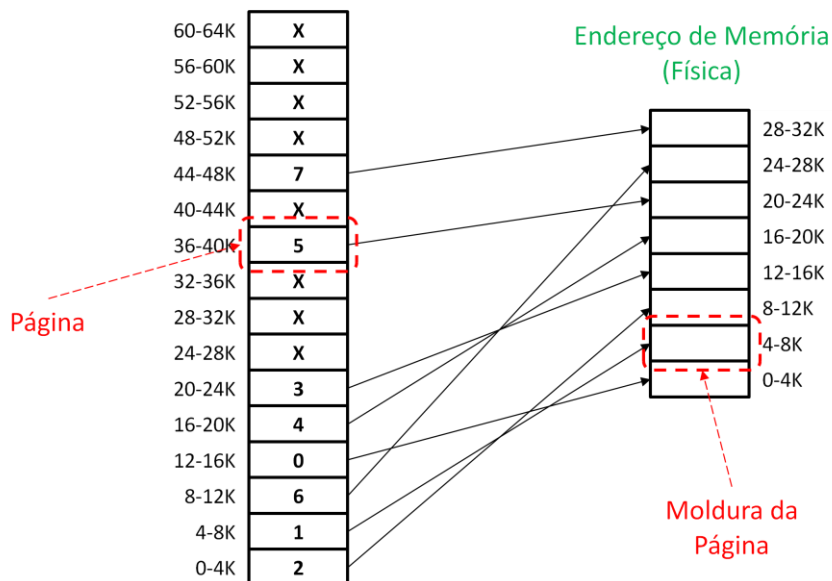 60-64K X
56-60K X
52-56K X
48-52K X
44-48K 7
40-44K X
36-40K 5
32-36K X
28-32K X
24-28K X
20-24K 3
16-20K 4
12-16K 0
8-12K 6
4-8K 1
0-4K 2
Página
Endereço de Memória
(Física)
28-32K
24-28K
20-24K
16-20K
12-16K
8-12K
4-8K
0-4K
Moldura da
Página